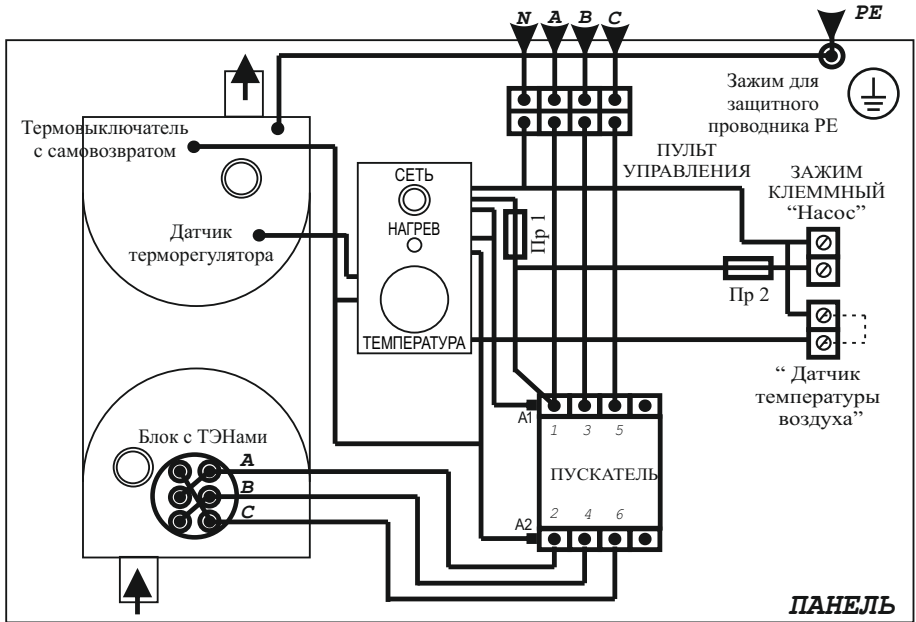 N A B C PE
Зажим для
защитного
проводника PE
Термовыключатель
с самовозвратом
ПУЛЬТ
УПРАВЛЕНИЯ
ЗАЖИМ
КЛЕММНЫЙ
“Насос”
СЕТЬ
НАГРЕВ
Пр 1
Датчик
терморегулятора
Пр 2
ТЕМПЕРАТУРА
“ Датчик
температуры
воздуха”
A1
1 3 5
Блок с ТЭНами
A
B
C
ПУСКАТЕЛЬ
2 4 6
A2
ПАНЕЛЬ